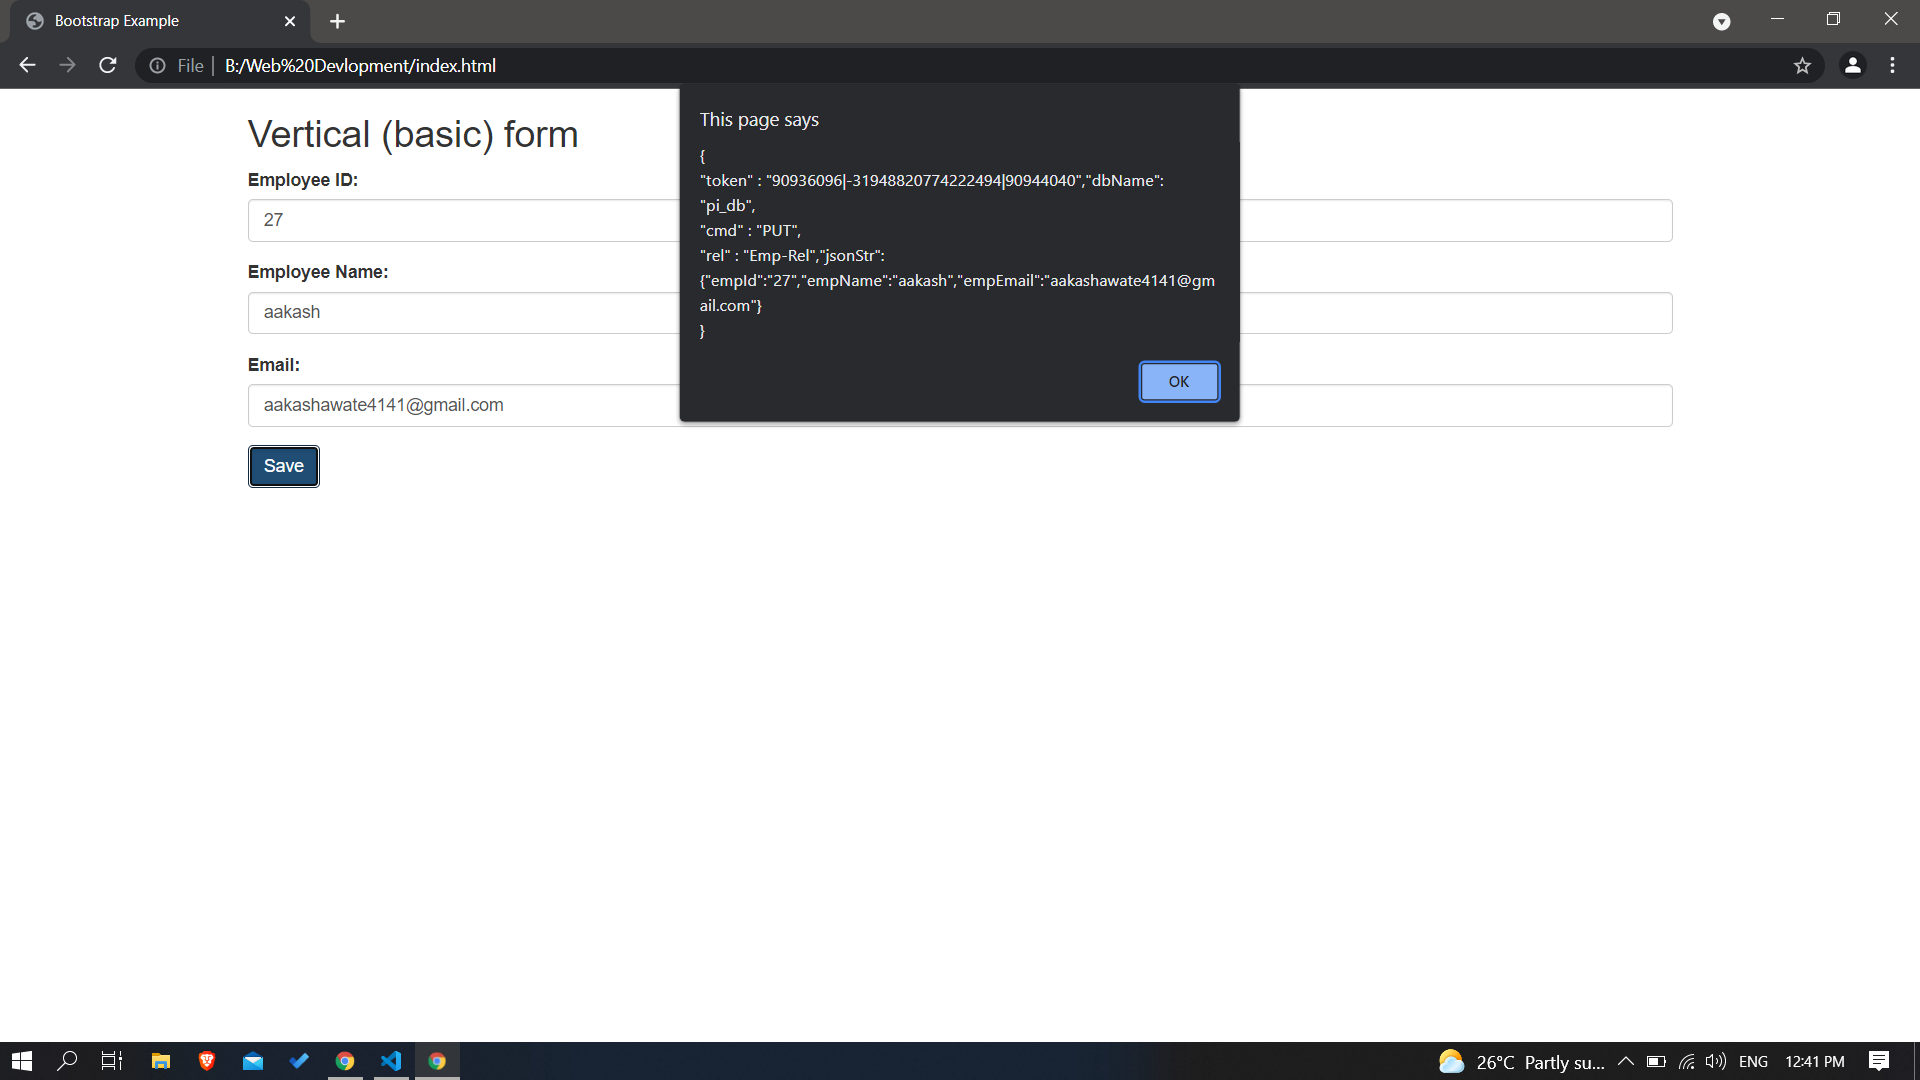 Bootstrap Example
File
B:/Web%20Devlopment/index.html
This page says
{
"token" : "90936096|-31948820774222494|90944040","dbName":
"pi_db",
"cmd" : "PUT",
"rel" : "Emp-Rel","jsonStr":
{"empId":"27","empName":"aakash","empEmail":"aakashawate4141@gm
ail.com"}
}
OK
Vertical (basic) form
Employee ID:
27
Employee Name:
aakash
Email:
aakashawate4141@gmail.com
Save
26°C Partly su...
ENG
12:41 PM